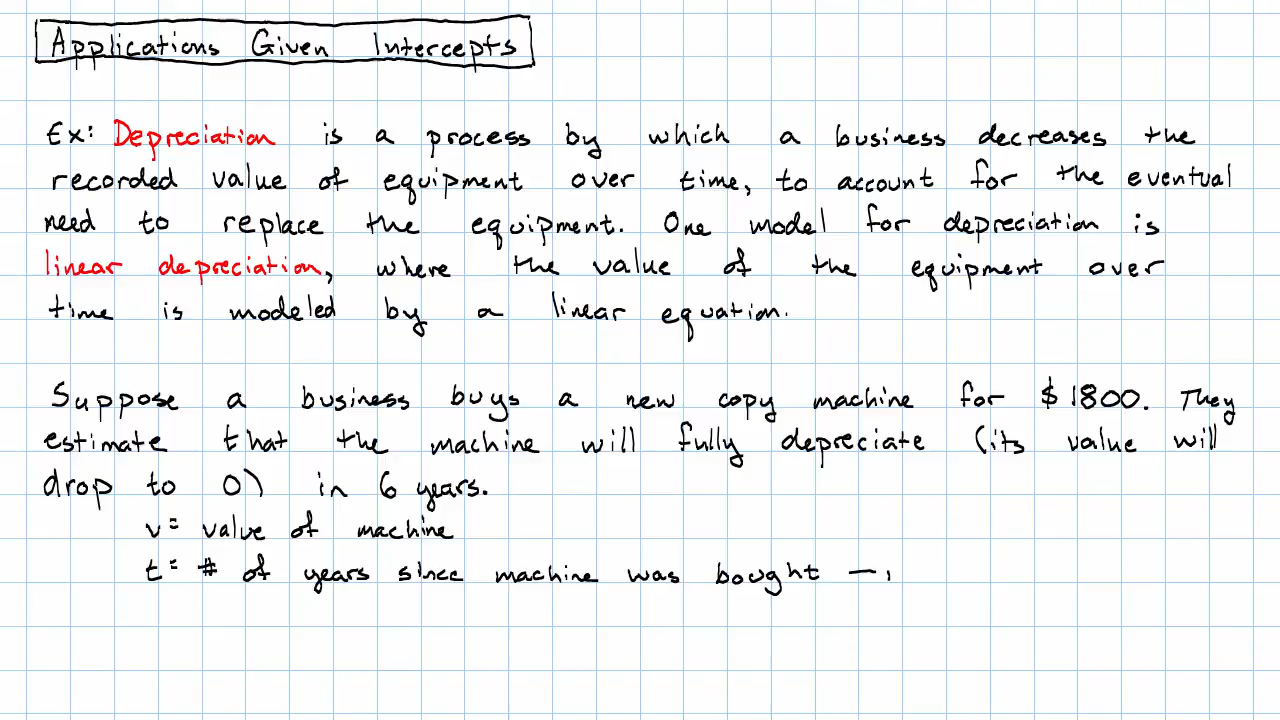 Applications Given Intercepts
Ex: Depreciation is a process by which a business decreases the
recorded value of equipment over time, to account for the eventual
need to replace the equipment. One model for depreciation is
linear depreciation, where the value of the equipment over
time is modeled by a linear equation.
Suppose a business buys a new copy machine for $1800. They
estimate that the machine will fully depreciate (its value will
drop to 0) in 6 years.
v = value of machine
t = # of years since machine was bought —